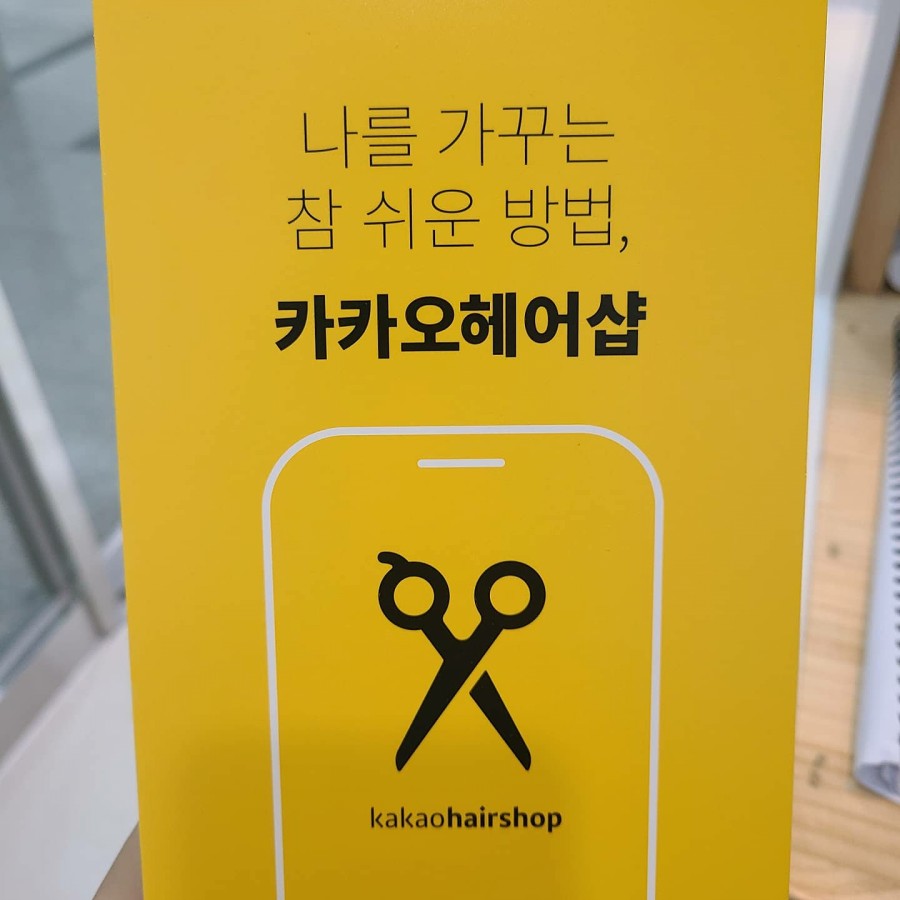 나를 가꾸는
참 쉬운 방법,
카카오헤어샵
kakaohairshop